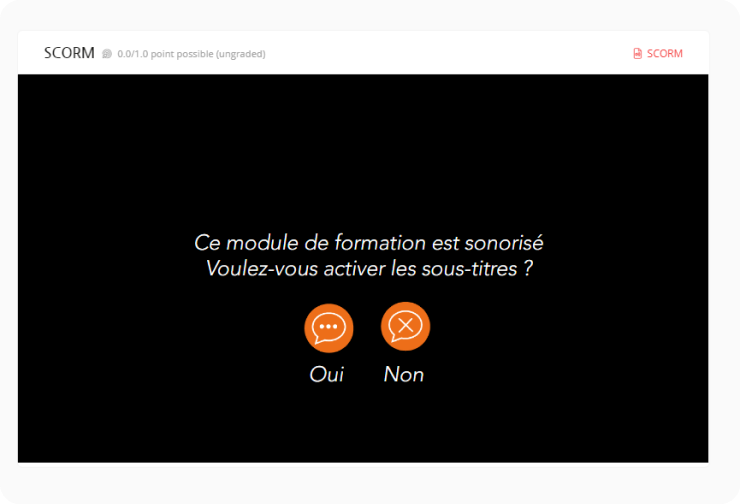 SCORM 0.0/1.0 point possible (ungraded) SCORM
Ce module de formation est sonorisé
Voulez-vous activer les sous-titres ?
Oui Non